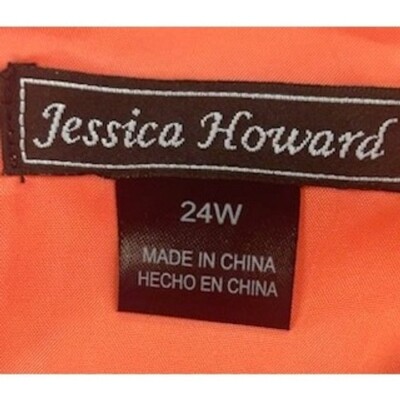 Jessica Howard
24W
MADE IN CHINA
HECHO EN CHINA